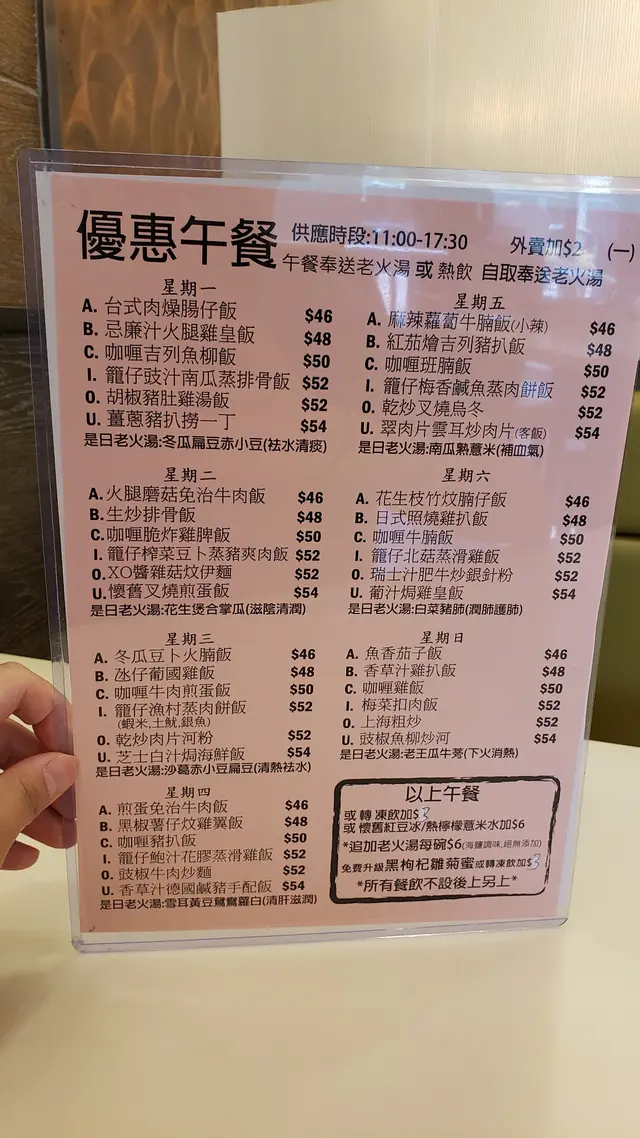 優惠午餐
供應時段:11:00-17:30 外賣加$2 (一)
午餐奉送老火湯 或 熱飲 自取奉送老火湯
星期一
A. 台式肉燥腸仔飯 $46
B. 忌廉汁火腿雞皇飯 $48
C. 咖喱吉列魚柳飯 $50
I. 籠仔豉汁南瓜蒸排骨飯 $52
O. 胡椒豬肚雞湯飯 $52
U. 薑蔥豬扒撈一丁 $54
是日老火湯:冬瓜扁豆赤小豆(祛水清痰)
星期二
A. 火腿磨菇免治牛肉飯 $46
B. 生炒排骨飯 $48
C. 咖喱脆炸雞脾飯 $50
I. 籠仔榨菜豆卜蒸豬爽肉飯 $52
O. XO醬雜菇炆伊麵 $52
U. 懷舊叉燒煎蛋飯 $54
是日老火湯:花生煲合掌瓜(滋陰清潤)
星期三
A. 冬瓜豆卜火腩飯 $46
B. 氹仔葡國雞飯 $48
C. 咖喱牛肉煎蛋飯 $50
I. 籠仔漁村蒸肉餅飯 $52
(蝦米,土魷,銀魚)
O. 乾炒肉片河粉 $52
U. 芝士白汁焗海鮮飯 $54
是日老火湯:沙葛赤小豆扁豆(清熱祛水)
星期四
A. 煎蛋免治牛肉飯 $46
B. 黑椒薯仔炆雞翼飯 $48
C. 咖喱豬扒飯 $50
I. 籠仔鮑汁花膠蒸滑雞飯 $52
O. 豉椒牛肉炒麵 $52
U. 香草汁德國鹹豬手配飯 $54
是日老火湯:雪耳黃豆鴛鴦蘿白(清肝滋潤)
星期五
A. 麻辣蘿蔔牛腩飯(小辣) $46
B. 紅茄燴吉列豬扒飯 $48
C. 咖喱班腩飯 $50
I. 籠仔梅香鹹魚蒸肉餅飯 $52
O. 乾炒叉燒烏冬 $52
U. 翠肉片雲耳炒肉片(客飯) $54
是日老火湯:南瓜熟薏米(補血氣)
星期六
A. 花生枝竹炆腩仔飯 $46
B. 日式照燒雞扒飯 $48
C. 咖喱牛腩飯 $50
I. 籠仔北菇蒸滑雞飯 $52
O. 瑞士汁肥牛炒銀針粉 $52
U. 葡汁焗雞皇飯 $54
是日老火湯:白菜豬肺(潤肺護肺)
星期日
A. 魚香茄子飯 $46
B. 香草汁雞扒飯 $48
C. 咖喱雞飯 $50
I. 梅菜扣肉飯 $52
O. 上海粗炒 $52
U. 豉椒魚柳炒河 $54
是日老火湯:老王瓜牛蒡(下火消熱)
以上午餐
或 轉 凍飲加$3
或 懷舊紅豆冰/熱檸檬薏米水加$6
*追加老火湯每碗$6(海鹽調味,絕無添加)
免費升級黑枸杞雛菊蜜或轉凍飲加$3
*所有餐飲不設後上另上*